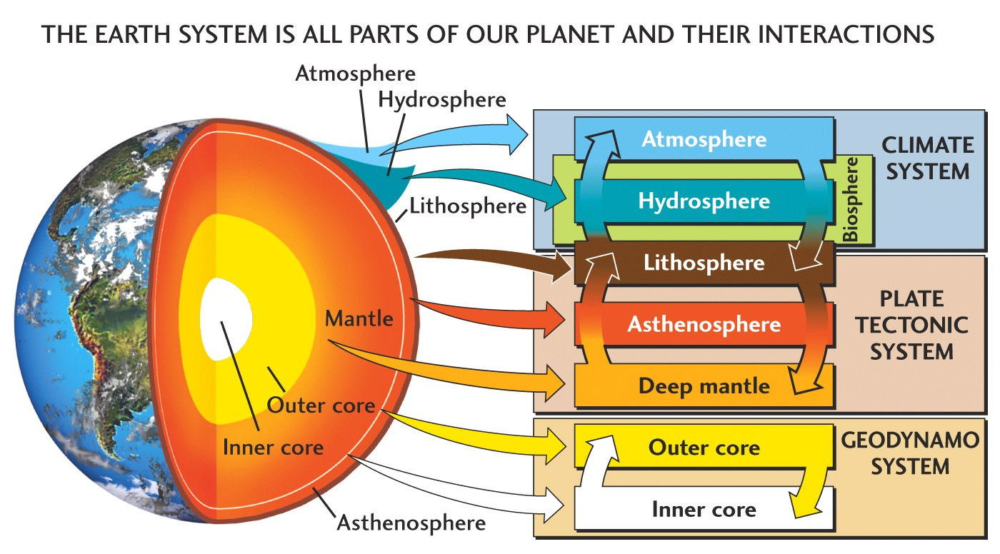 THE EARTH SYSTEM IS ALL PARTS OF OUR PLANET AND THEIR INTERACTIONS
Atmosphere
Hydrosphere
Lithosphere
Mantle
Outer core
Inner core
Asthenosphere
Atmosphere
Hydrosphere
Biosphere
CLIMATE
SYSTEM
Lithosphere
Asthenosphere
Deep mantle
PLATE
TECTONIC
SYSTEM
Outer core
Inner core
GEODYNAMO
SYSTEM